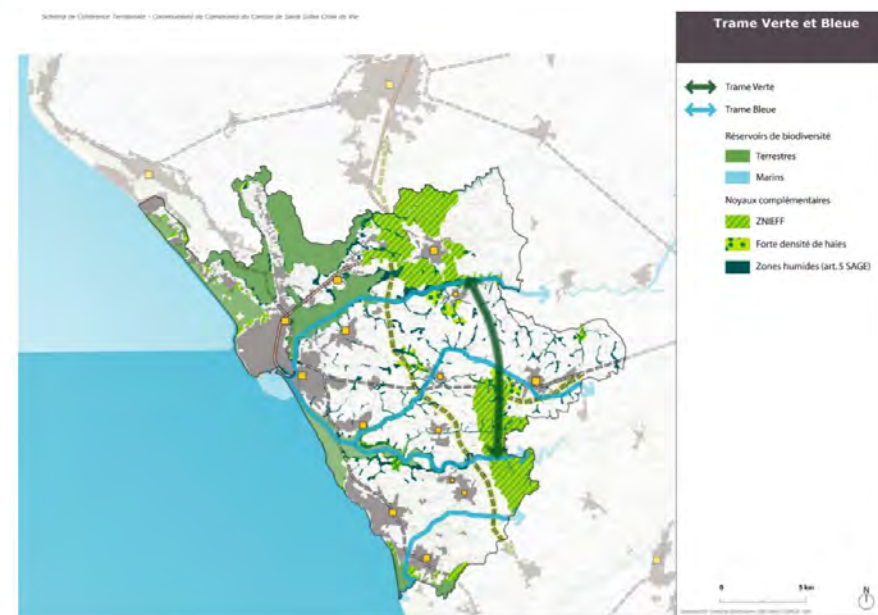 Schéma de Cohérence Territoriale - Communauté de Communes du Canton de Saint Gilles Croix de Vie
Trame Verte et Bleue
Trame Verte
Trame Bleue
Réservoirs de biodiversité
Terrestres
Marins
Noyaux complémentaires
ZNIEFF
Forte densité de haies
Zones humides (art. 5 SAGE)
0 5 km
N